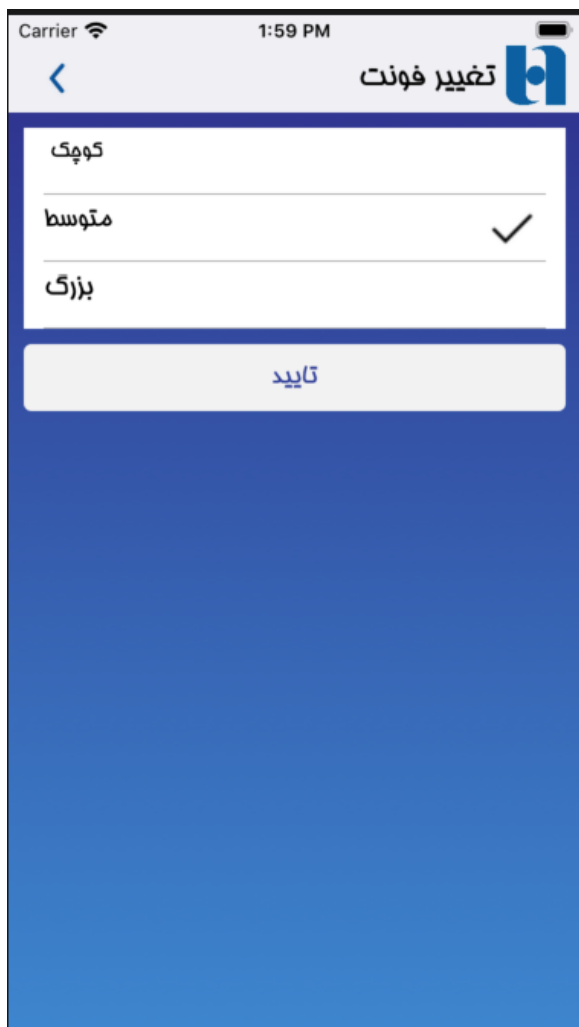 Carrier 1:59 PM
تغییر فونت
کوچک
متوسط
بزرگ
تایید